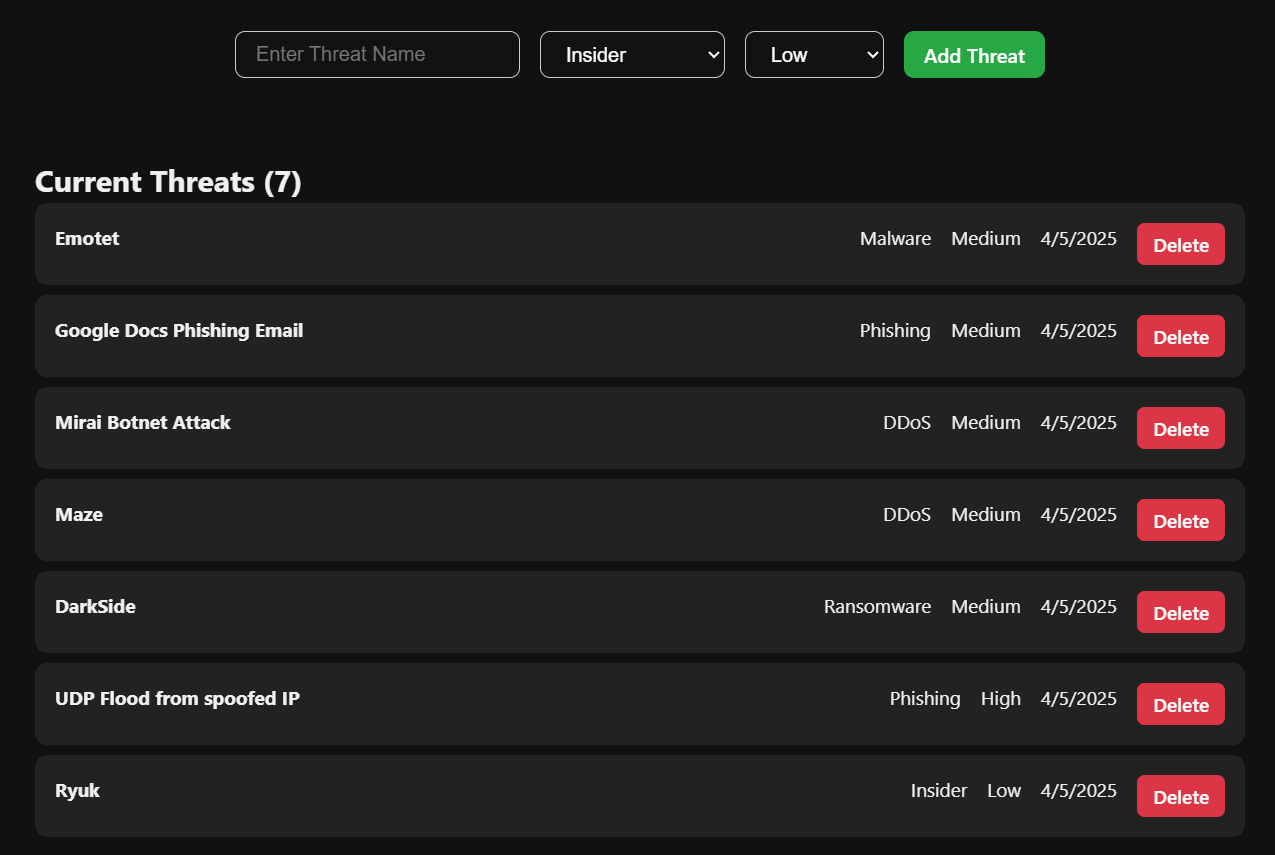 Enter Threat Name Insider Low Add Threat
Current Threats (7)
Emotet Malware Medium 4/5/2025 Delete
Google Docs Phishing Email Phishing Medium 4/5/2025 Delete
Mirai Botnet Attack DDoS Medium 4/5/2025 Delete
Maze DDoS Medium 4/5/2025 Delete
DarkSide Ransomware Medium 4/5/2025 Delete
UDP Flood from spoofed IP Phishing High 4/5/2025 Delete
Ryuk Insider Low 4/5/2025 Delete